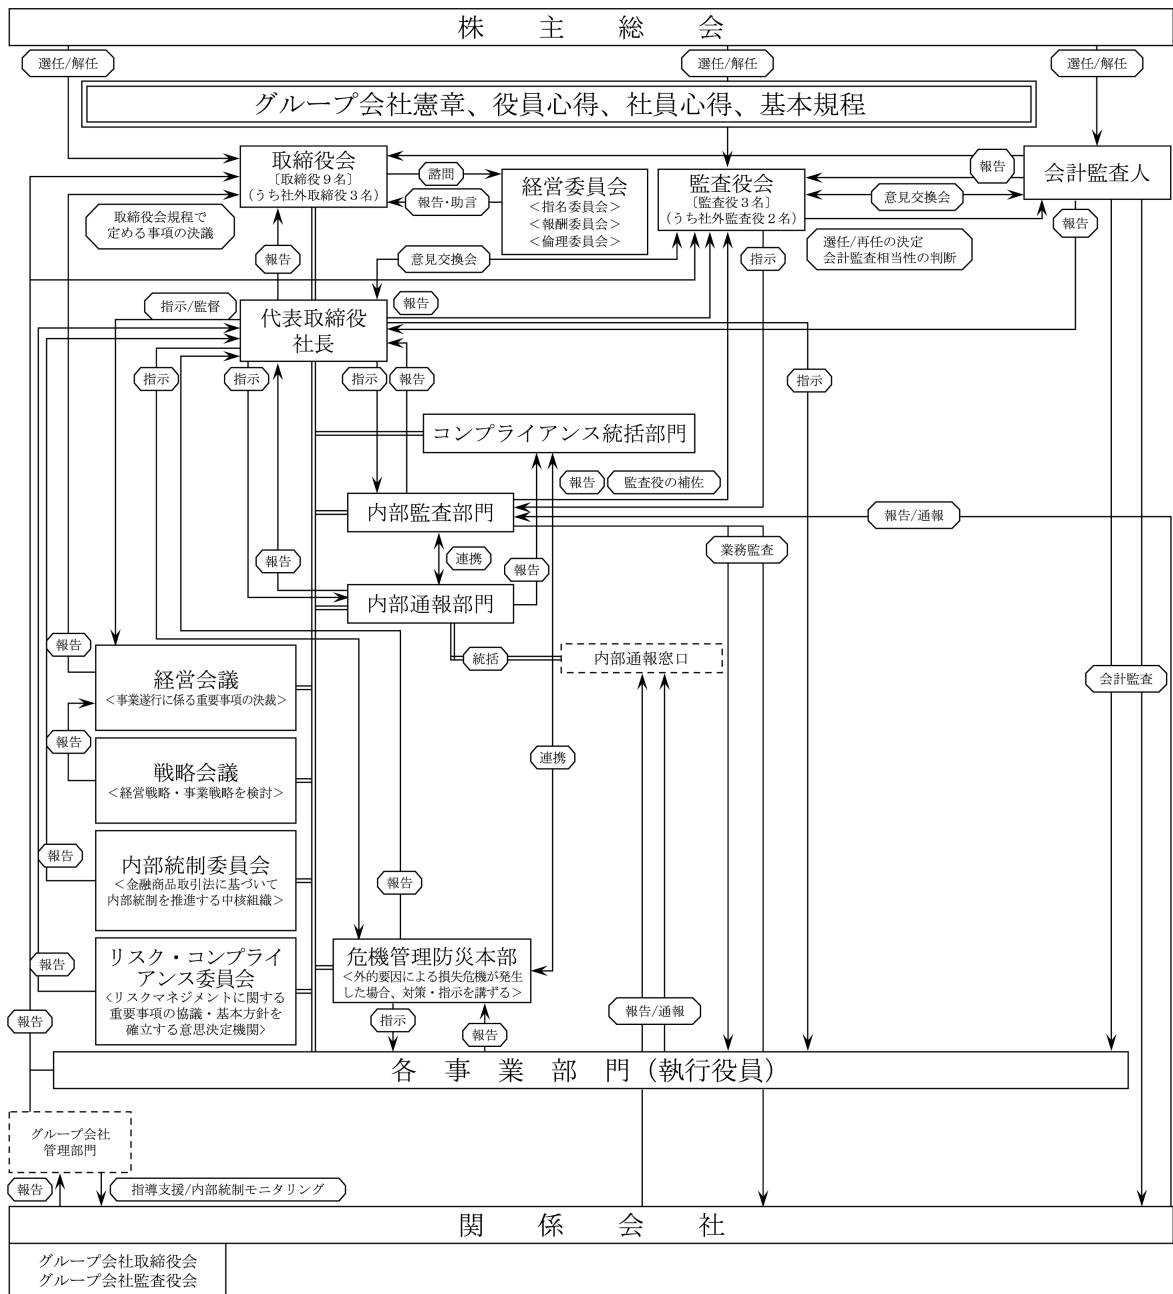 株主総会
選任/解任
選任/解任
選任/解任
グループ会社憲章、役員心得、社員心得、基本規程
取締役会
〔取締役9名〕
(うち社外取締役3名)
諮問
報告・助言
経営委員会
<指名委員会>
<報酬委員会>
<倫理委員会>
監査役会
〔監査役3名〕
(うち社外監査役2名)
報告
意見交換会
会計監査人
取締役会規程で
定める事項の決議
報告
意見交換会
指示
選任/再任の決定
会計監査相当性の判断
報告
指示/監督
代表取締役
社長
報告
指示
指示
指示
報告
指示
コンプライアンス統括部門
報告
監査役の補佐
内部監査部門
報告/通報
業務監査
報告
連携
報告
内部通報部門
報告
統括
内部通報窓口
経営会議
<事業遂行に係る重要事項の決裁>
会計監査
報告
戦略会議
<経営戦略・事業戦略を検討>
連携
報告
内部統制委員会
<金融商品取引法に基づいて
内部統制を推進する中核組織>
報告
報告
リスク・コンプライ
アンス委員会
<リスクマネジメントに関する
重要事項の協議・基本方針を
確立する意思決定機関>
危機管理防災本部
<外的要因による損失危機が発生
した場合、対策・指示を講ずる>
報告
指示
報告
報告/通報
各事業部門(執行役員)
グループ会社
管理部門
報告
指導支援/内部統制モニタリング
関係会社
グループ会社取締役会
グループ会社監査役会